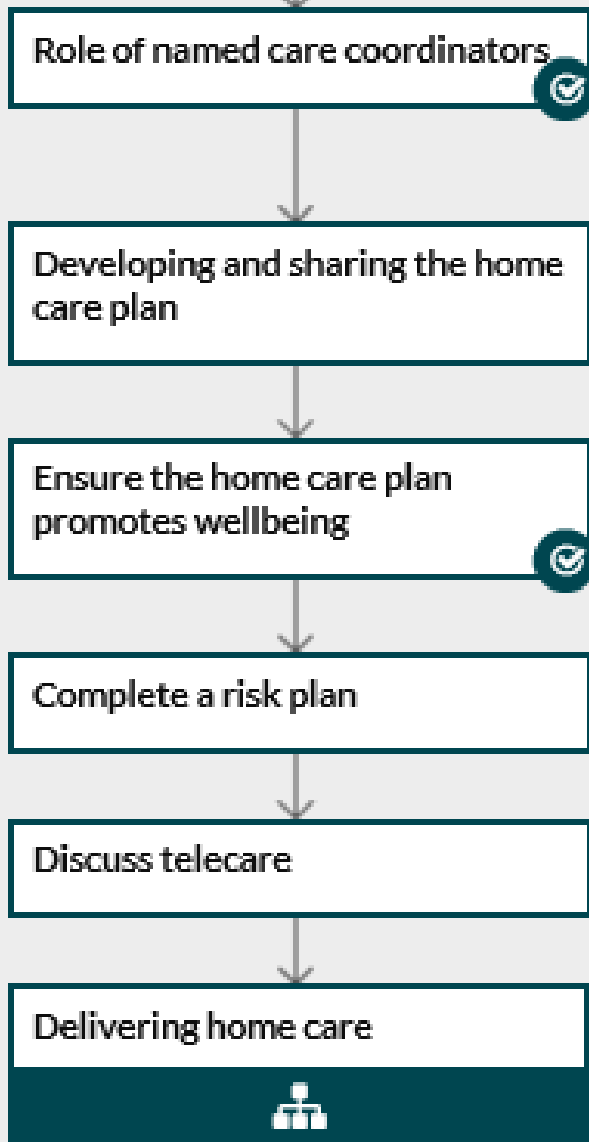 Role of named care coordinators
Developing and sharing the home
care plan
Ensure the home care plan
promotes wellbeing
Complete a risk plan
Discuss telecare
Delivering home care